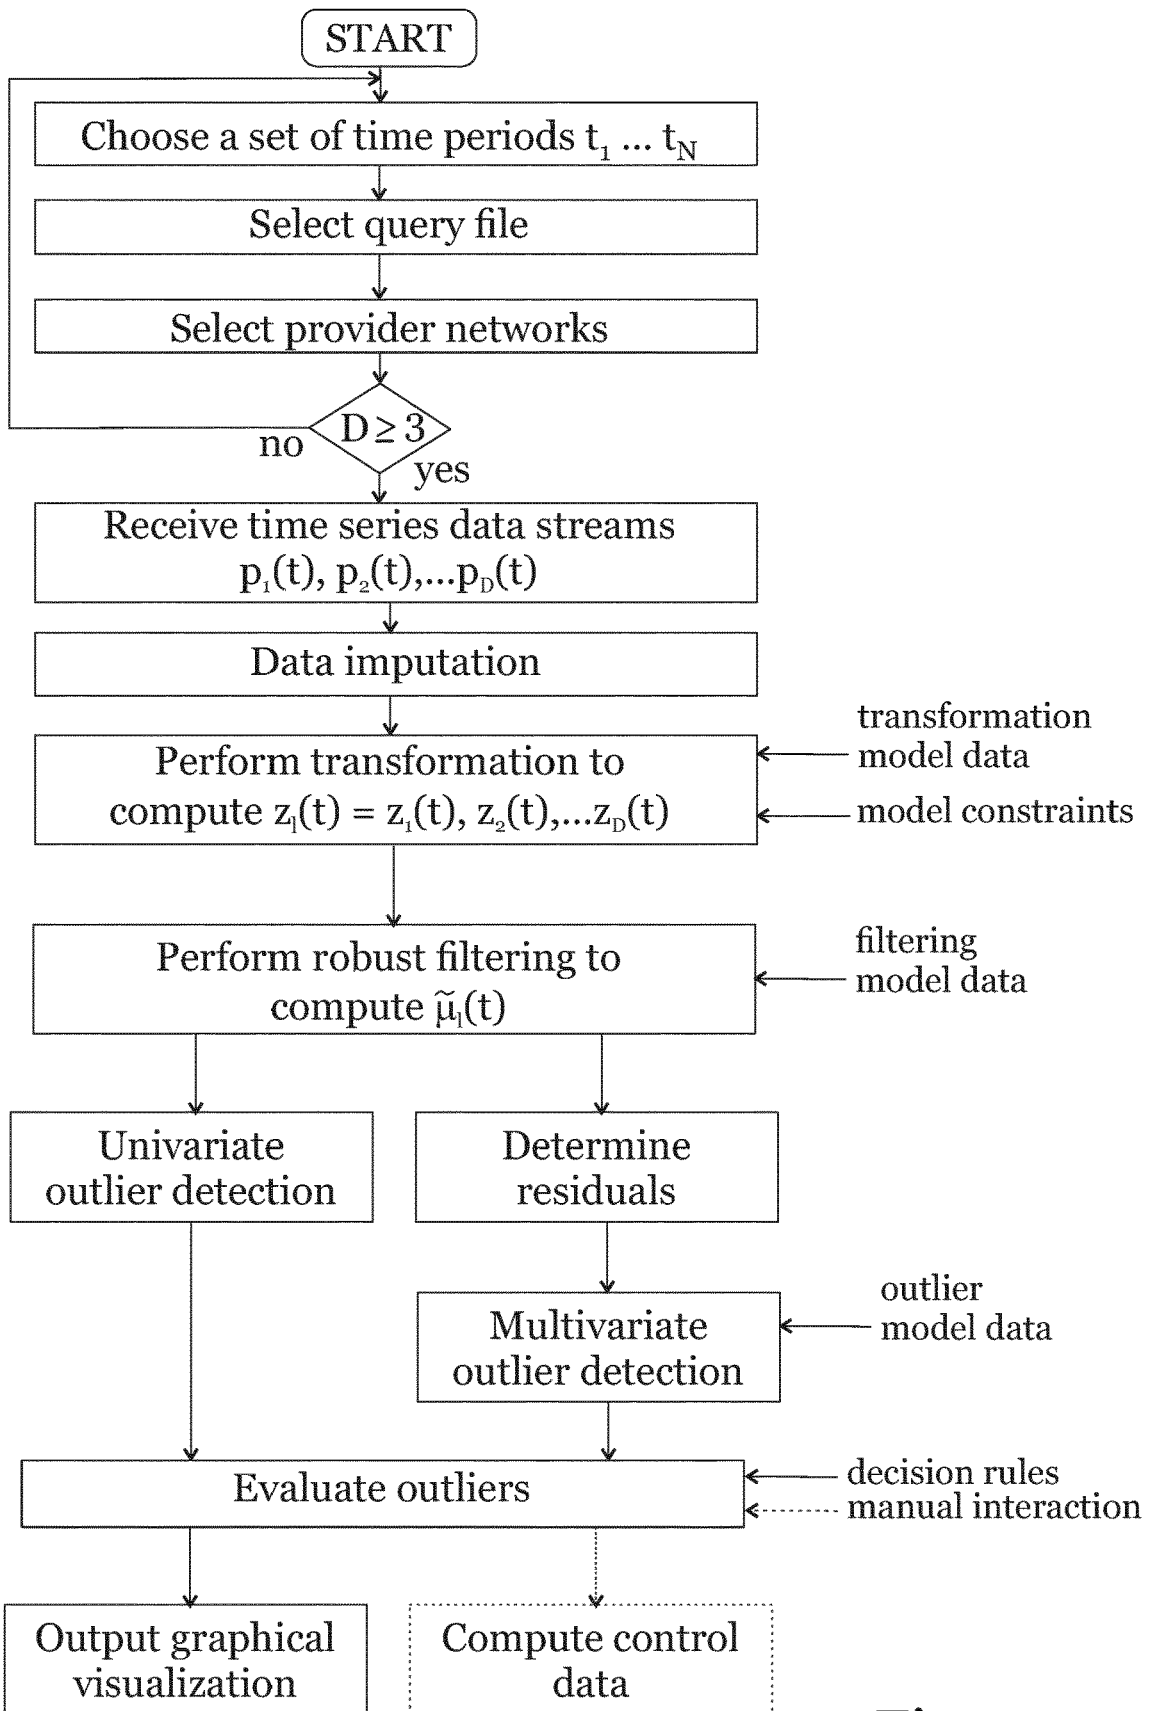 START
Choose a set of time periods t₁ ... t_N
Select query file
Select provider networks
D ≥ 3
no
yes
Receive time series data streams
p₁(t), p₂(t),...p_D(t)
Data imputation
Perform transformation to
compute z_l(t) = z₁(t), z₂(t),...z_D(t)
transformation
model data
model constraints
Perform robust filtering to
compute μ̃_l(t)
filtering
model data
Univariate
outlier detection
Determine
residuals
Multivariate
outlier detection
outlier
model data
Evaluate outliers
decision rules
manual interaction
Output graphical
visualization
Compute control
data